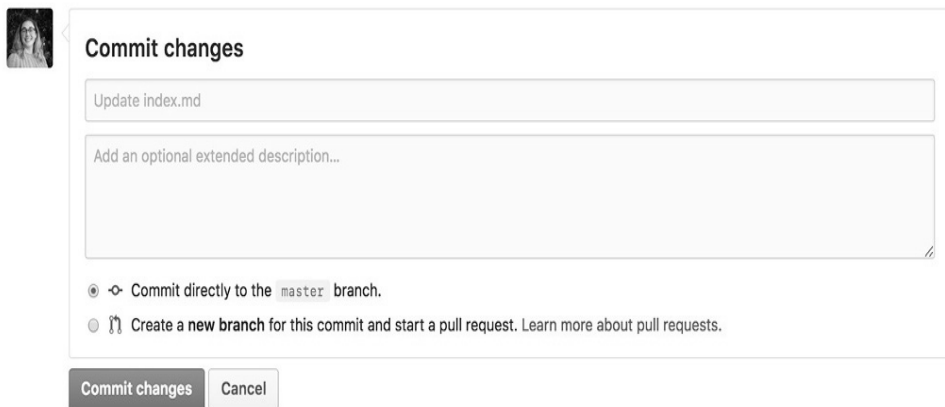 Commit changes
Update index.md
Add an optional extended description...
Commit directly to the master branch.
Create a new branch for this commit and start a pull request. Learn more about pull requests.
Commit changes Cancel